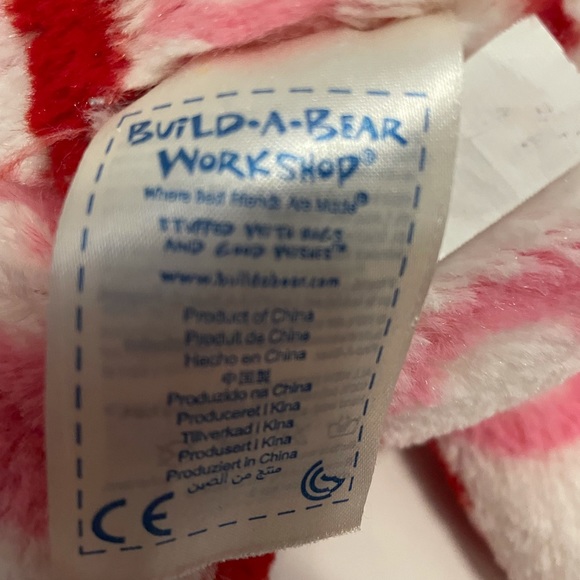 BUILD-A-BEAR
WORKSHOP®
Where Best Friends Are Made®
STUFFED WITH HUGS
AND GOOD WISHES™
www.buildabear.com
Product of China
Produit de China
Hecho en China
中国製
Produzido na China
Produceret i Kina
Tillverkad i Kina
Produsert i Kina
Produziert in China
منتج من الصين
CE